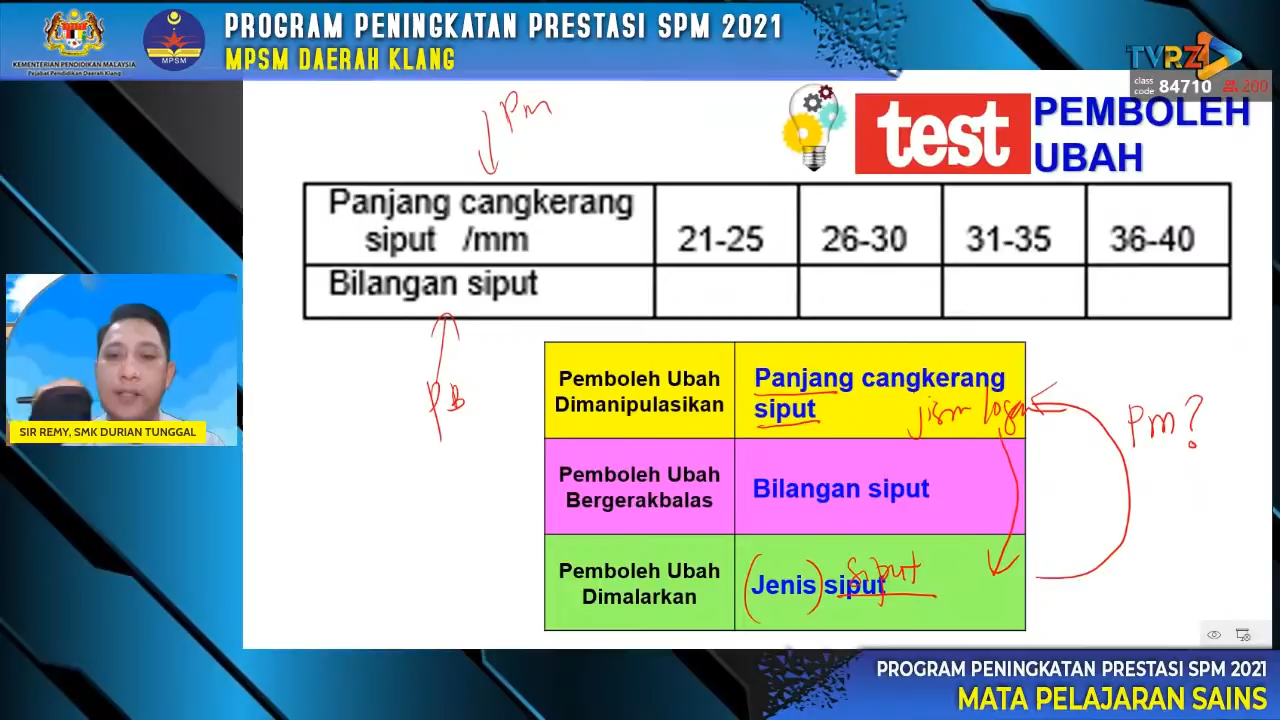 KEMENTERIAN PENDIDIKAN MALAYSIA
Pejabat Pendidikan Daerah Klang
MPSM
PROGRAM PENINGKATAN PRESTASI SPM 2021
MPSM DAERAH KLANG
TVRZ
class code 84710 200
Pm
test
PEMBOLEH
UBAH
Panjang cangkerang
siput /mm
21-25 26-30 31-35 36-40
Bilangan siput
PB
Pemboleh Ubah
Dimanipulasikan
Panjang cangkerang
siput
Pm?
Pemboleh Ubah
Bergerakbalas
Bilangan siput
Pemboleh Ubah
Dimalarkan
siput
(Jenis) siput
SIR REMY, SMK DURIAN TUNGGAL
PROGRAM PENINGKATAN PRESTASI SPM 2021
MATA PELAJARAN SAINS